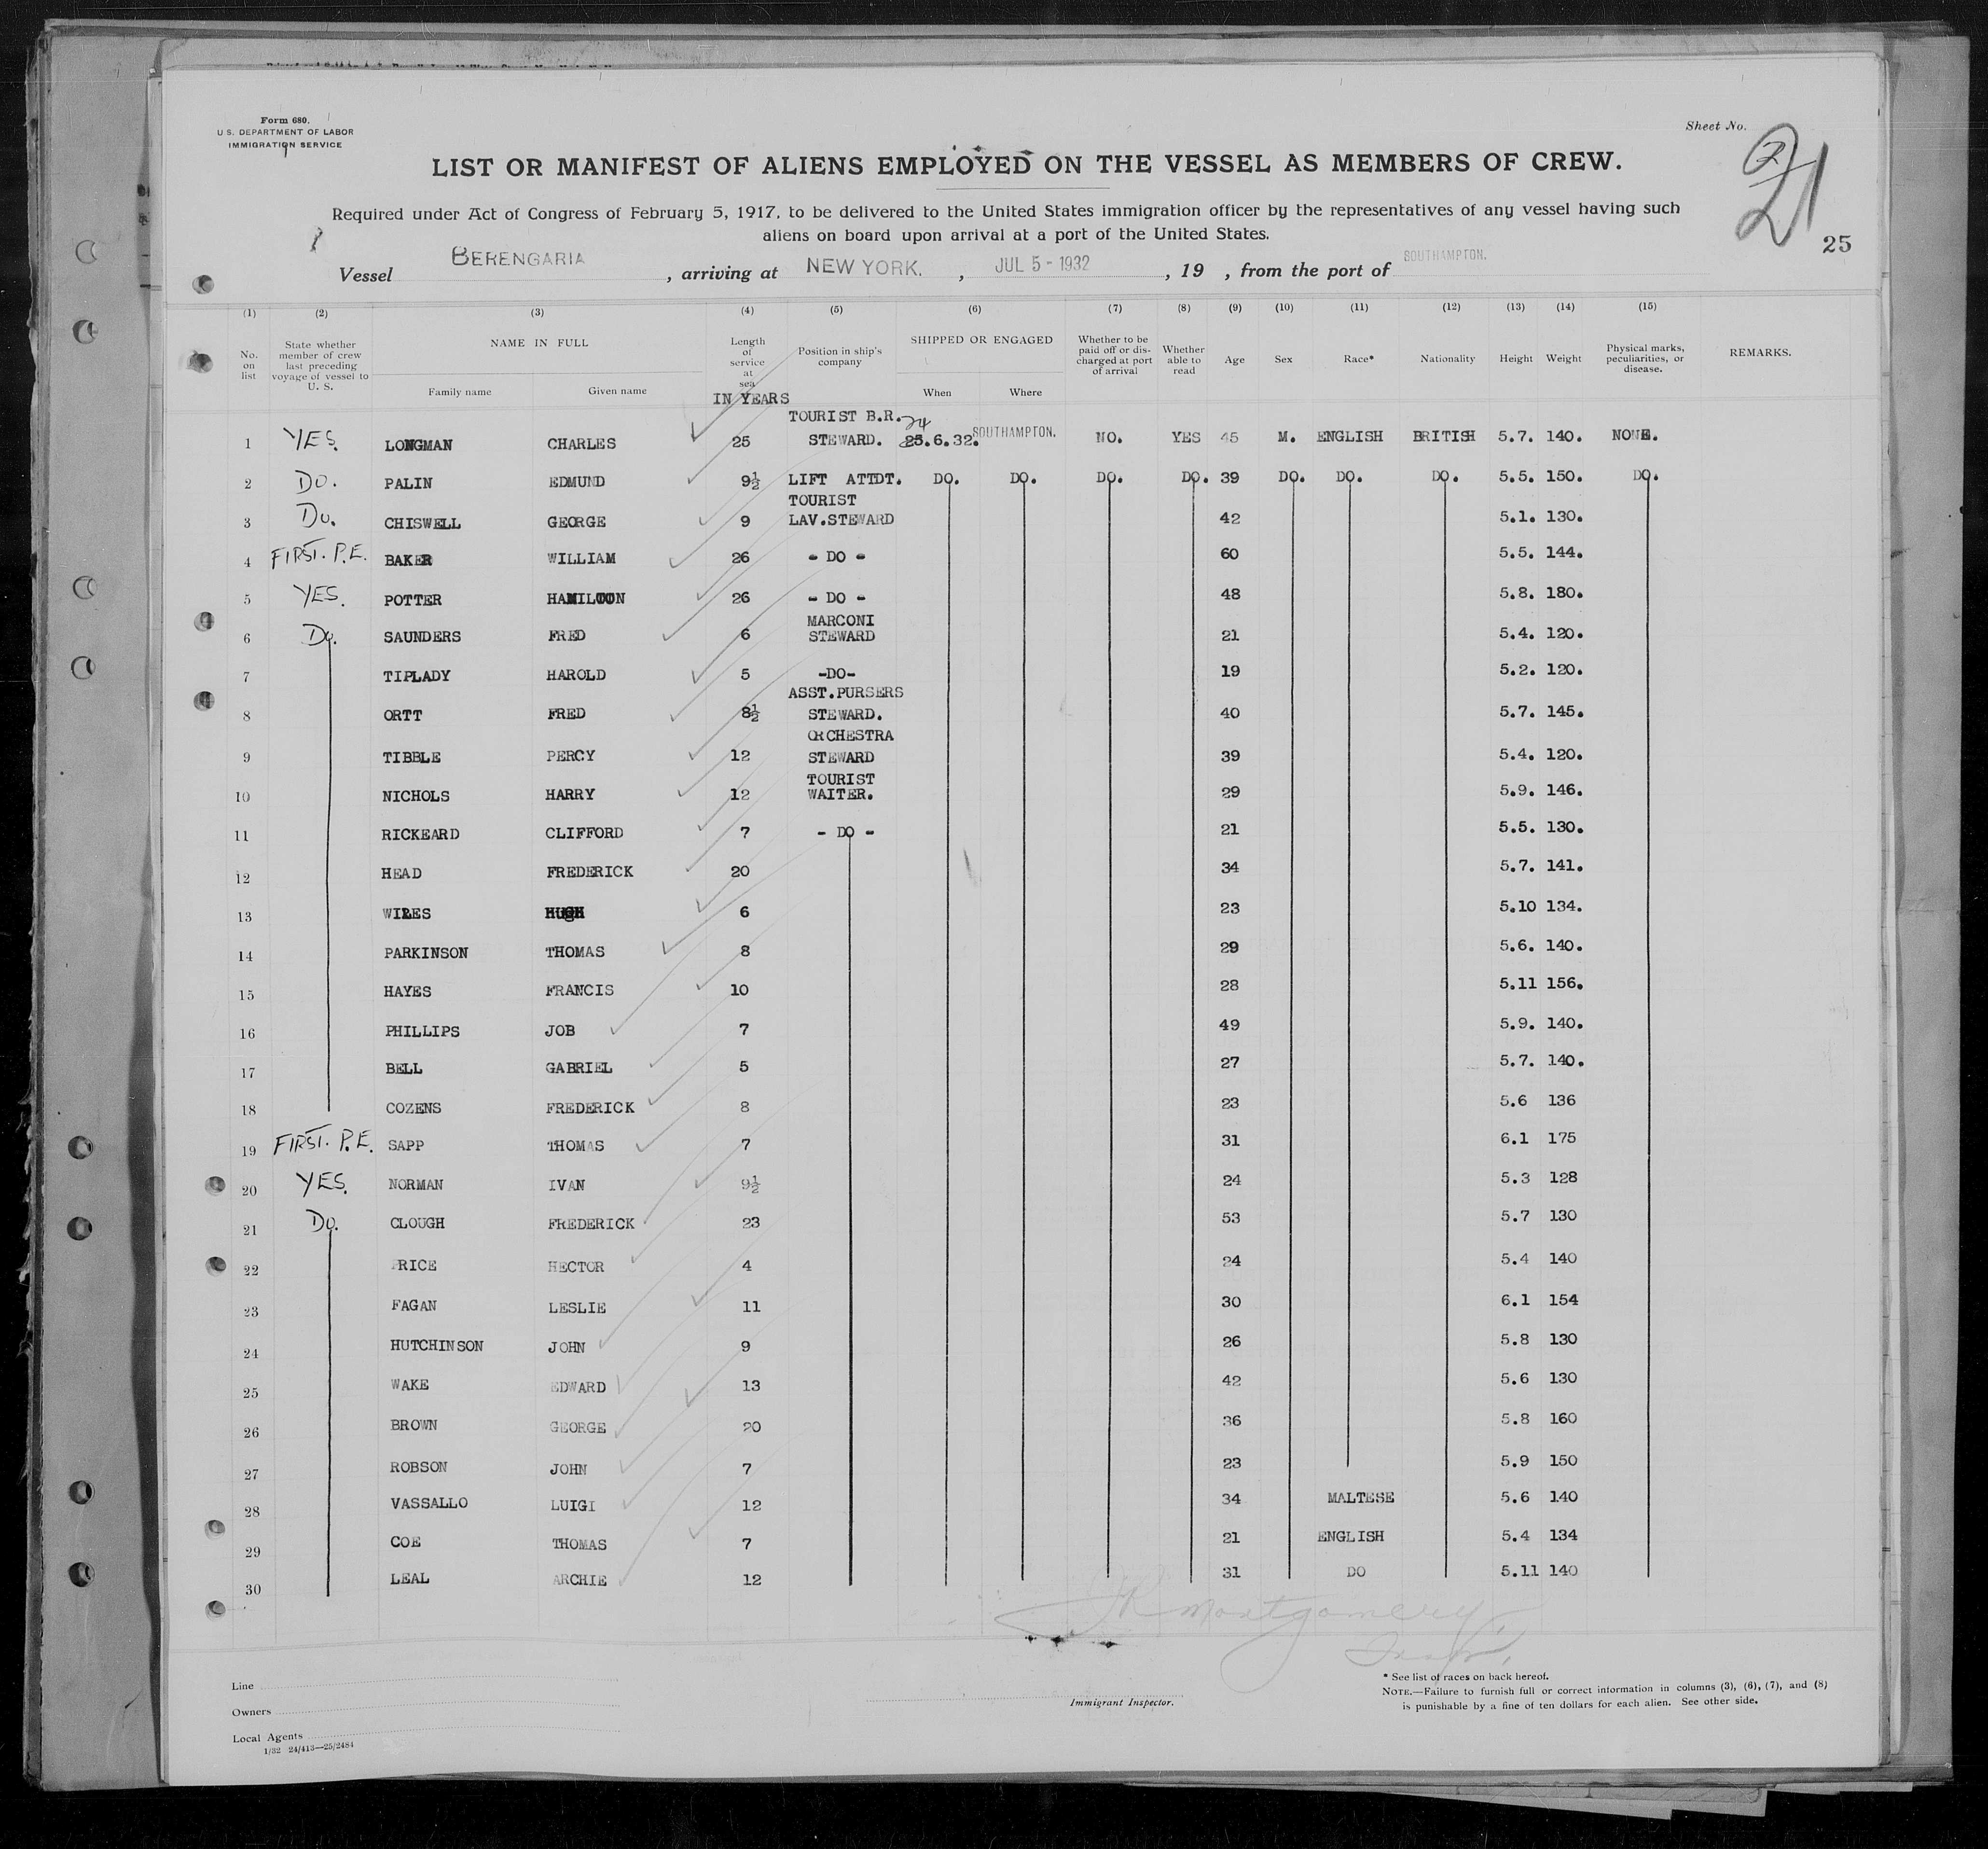 Form 680.
U. S. DEPARTMENT OF LABOR
IMMIGRATION SERVICE
Sheet No.
21
LIST OR MANIFEST OF ALIENS EMPLOYED ON THE VESSEL AS MEMBERS OF CREW.
Required under Act of Congress of February 5, 1917, to be delivered to the United States immigration officer by the representatives of any vessel having such
aliens on board upon arrival at a port of the United States.
25
Vessel BERENGARIA, arriving at NEW YORK. , JUL 5 - 1932, 19 , from the port of SOUTHAMPTON.
(1) (2) (3) (4) (5) (6) (7) (8) (9) (10) (11) (12) (13) (14) (15)
No. on list
State whether member of crew last preceding voyage of vessel to U. S.
NAME IN FULL
Family name Given name
Length of service at sea
IN YEARS
Position in ship's company
SHIPPED OR ENGAGED
When Where
Whether to be paid off or discharged at port of arrival
Whether able to read
Age Sex Race* Nationality Height Weight
Physical marks, peculiarities, or disease.
REMARKS.
1 YES. LONGMAN CHARLES 25 TOURIST B.R. STEWARD. 24 25.6.32. SOUTHAMPTON. NO. YES 45 M. ENGLISH BRITISH 5.7. 140. NONE.
2 Do. PALIN EDMUND 9½ LIFT ATTDT. DO. DO. DO. DO. 39 DO. DO. DO. 5.5. 150. DO.
3 Do. CHISWELL GEORGE 9 TOURIST LAV.STEWARD 42 5.1. 130.
4 FIRST. P.E. BAKER WILLIAM 26 - DO - 60 5.5. 144.
5 YES. POTTER HAMILTON 26 - DO - 48 5.8. 180.
6 Do. SAUNDERS FRED 6 MARCONI STEWARD 21 5.4. 120.
7 TIPLADY HAROLD 5 -DO- 19 5.2. 120.
8 ORTT FRED 8½ ASST.PURSERS STEWARD. 40 5.7. 145.
9 TIBBLE PERCY 12 ORCHESTRA STEWARD 39 5.4. 120.
10 NICHOLS HARRY 12 TOURIST WAITER. 29 5.9. 146.
11 RICKEARD CLIFFORD 7 - DO - 21 5.5. 130.
12 HEAD FREDERICK 20 34 5.7. 141.
13 HUGH 6 23 5.10 134.
14 PARKINSON THOMAS 8 29 5.6. 140.
15 HAYES FRANCIS 10 28 5.11 156.
16 PHILLIPS JOB 7 49 5.9. 140.
17 BELL GABRIEL 5 27 5.7. 140.
18 COZENS FREDERICK 8 23 5.6 136
19 FIRST. P.E. SAPP THOMAS 7 31 6.1 175
20 YES. NORMAN IVAN 9½ 24 5.3 128
21 Do. CLOUGH FREDERICK 23 53 5.7 130
22 PRICE HECTOR 4 24 5.4 140
23 FAGAN LESLIE 11 30 6.1 154
24 HUTCHINSON JOHN 9 26 5.8 130
25 WAKE EDWARD 13 42 5.6 130
26 BROWN GEORGE 20 36 5.8 160
27 ROBSON JOHN 7 23 5.9 150
28 VASSALLO LUIGI 12 34 MALTESE 5.6 140
29 COE THOMAS 7 21 ENGLISH 5.4 134
30 LEAL ARCHIE 12 31 DO 5.11 140
Montgomery
Line
Owners
Local Agents
1/32 24/413—25/2484
Immigrant Inspector.
* See list of races on back hereof.
NOTE.—Failure to furnish full or correct information in columns (3), (6), (7), and (8)
is punishable by a fine of ten dollars for each alien. See other side.